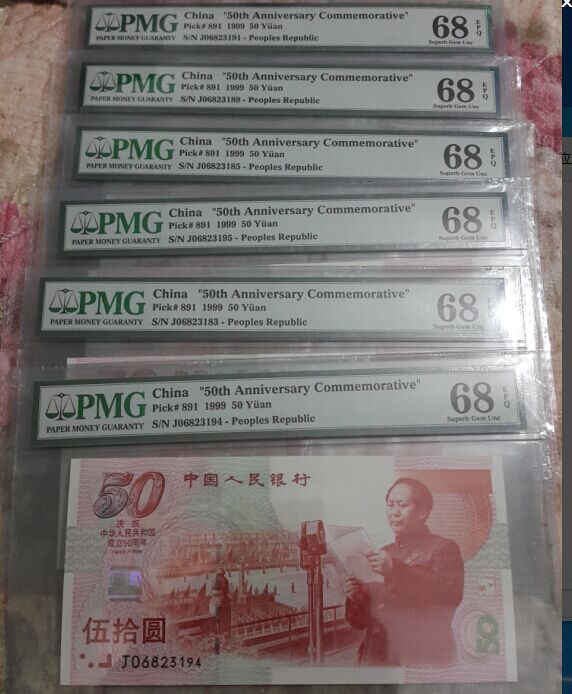 PMG
PAPER MONEY GUARANTY
China "50th Anniversary Commemorative"
Pick# 891 1999 50 Yüan
S/N J06823191 - Peoples Republic
68
EPQ
Superb Gem Unc
PMG
PAPER MONEY GUARANTY
China "50th Anniversary Commemorative"
Pick# 891 1999 50 Yüan
S/N J06823189 - Peoples Republic
68
EPQ
Superb Gem Unc
PMG
PAPER MONEY GUARANTY
China "50th Anniversary Commemorative"
Pick# 891 1999 50 Yüan
S/N J06823185 - Peoples Republic
68
EPQ
Superb Gem Unc
PMG
PAPER MONEY GUARANTY
China "50th Anniversary Commemorative"
Pick# 891 1999 50 Yüan
S/N J06823195 - Peoples Republic
68
EPQ
Superb Gem Unc
PMG
PAPER MONEY GUARANTY
China "50th Anniversary Commemorative"
Pick# 891 1999 50 Yüan
S/N J06823183 - Peoples Republic
68
Superb Gem Unc
PMG
PAPER MONEY GUARANTY
China "50th Anniversary Commemorative"
Pick# 891 1999 50 Yüan
S/N J06823194 - Peoples Republic
68
EPQ
Superb Gem Unc
50
中国人民银行
庆祝
中华人民共和国
成立50周年
1949-1999
伍拾圆
J06823194
50
应